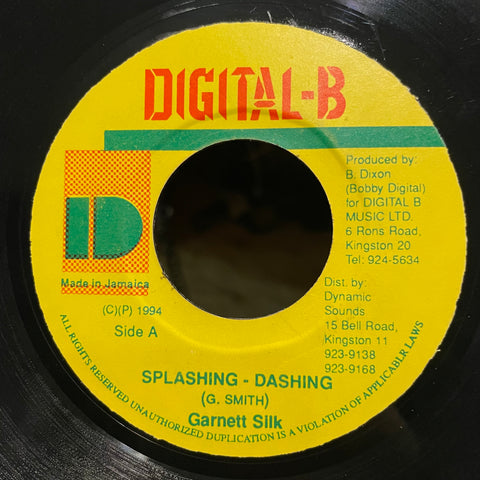 DIGITAL-B
Produced by:
B. Dixon
(Bobby Digital)
for DIGITAL B
MUSIC LTD.
6 Rons Road,
Kingston 20
Tel: 924-5634
D
Made in Jamaica
(C)(P) 1994
Side A
Dist. by:
Dynamic
Sounds
15 Bell Road,
Kingston 11
923-9138
923-9168
SPLASHING - DASHING
(G. SMITH)
Garnett Silk
ALL RIGHTS RESERVED UNAUTHORIZED DUPLICATION IS A VIOLATION OF APPLICABLR LAWS